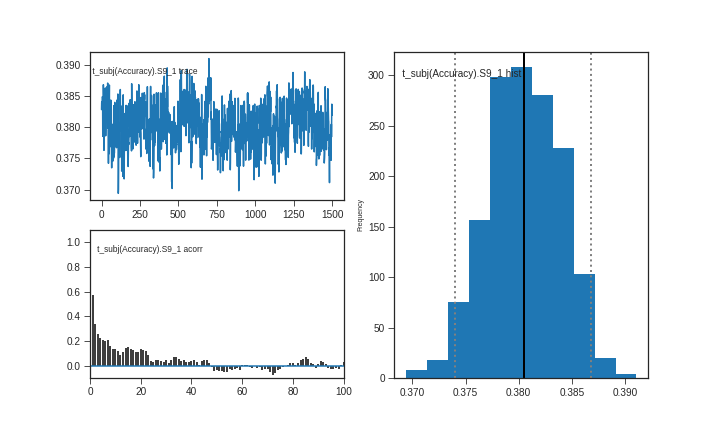 t_subj(Accuracy).S9_1 trace
0.390
0.385
0.380
0.375
0.370
0 250 500 750 1000 1250 1500
t_subj(Accuracy).S9_1 acorr
1.0
0.8
0.6
0.4
0.2
0.0
0 20 40 60 80 100
t_subj(Accuracy).S9_1 hist
Frequency
300
250
200
150
100
50
0
0.370 0.375 0.380 0.385 0.390